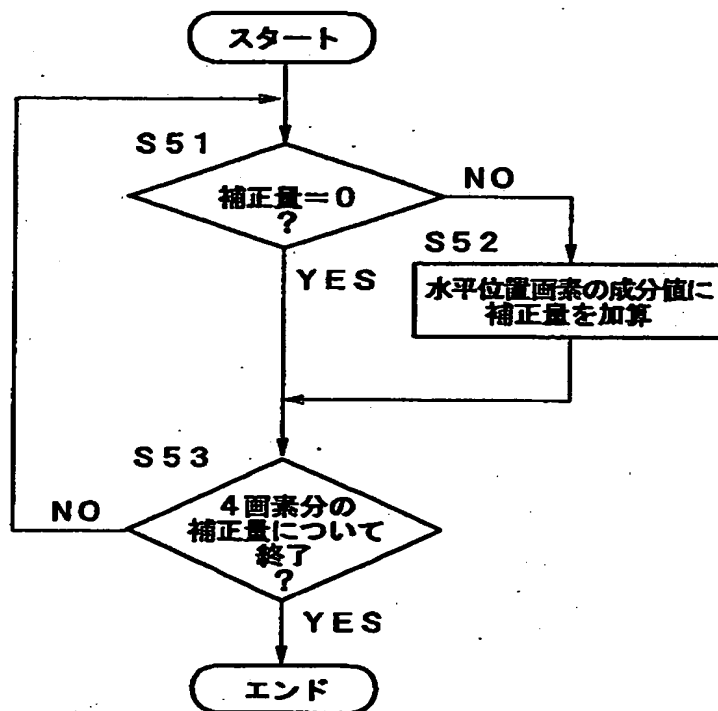 スタート
S51
補正量=0
?
NO
YES
S52
水平位置画素の成分値に
補正量を加算
S53
4画素分の
補正量について
終了
?
NO
YES
エンド